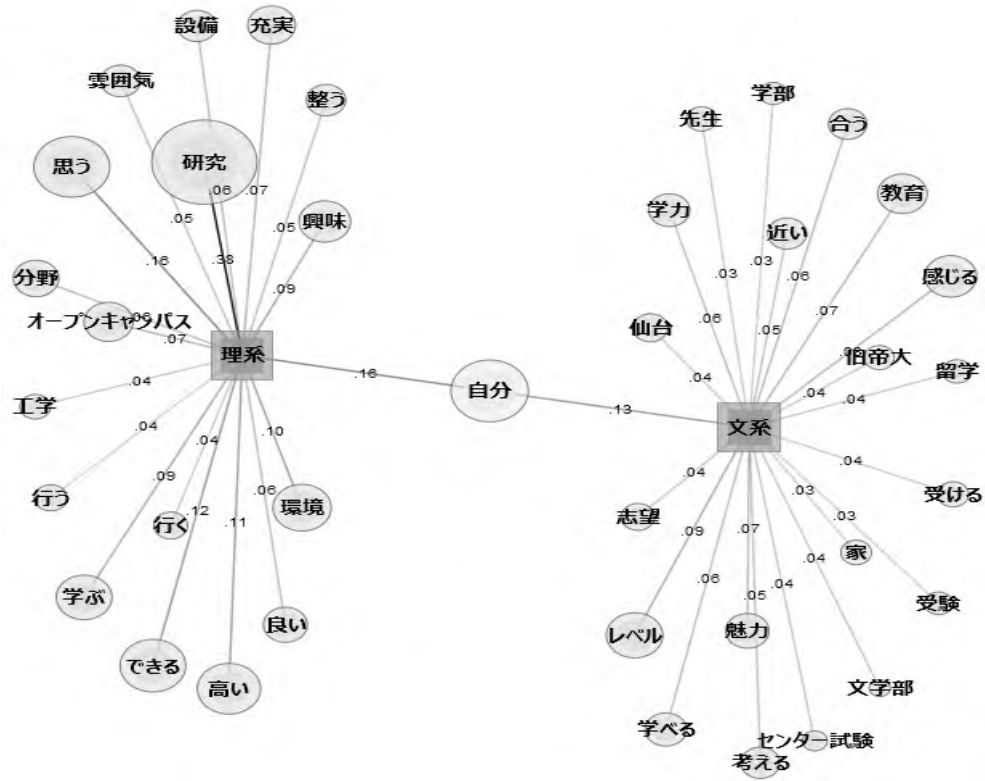 設備
充実
雰囲気
整う
思う
研究
.06
.07
.05
.05
興味
.16
.38
.09
分野
.06
オープンキャンパス
.07
理系
工学
.04
.16
自分
.13
行う
.04
.04
.10
.09
.12
行く
.11
.06
環境
学ぶ
良い
できる
高い
学部
先生
合う
教育
学力
近い
.03
.03
.06
感じる
.06
.05
.07
仙台
旧帝大
留学
.04
.04
.04
文系
.04
.04
受ける
志望
.03
.09
.07
.03
家
.06
.05
.04
.04
受験
レベル
魅力
文学部
学べる
センター試験
考える